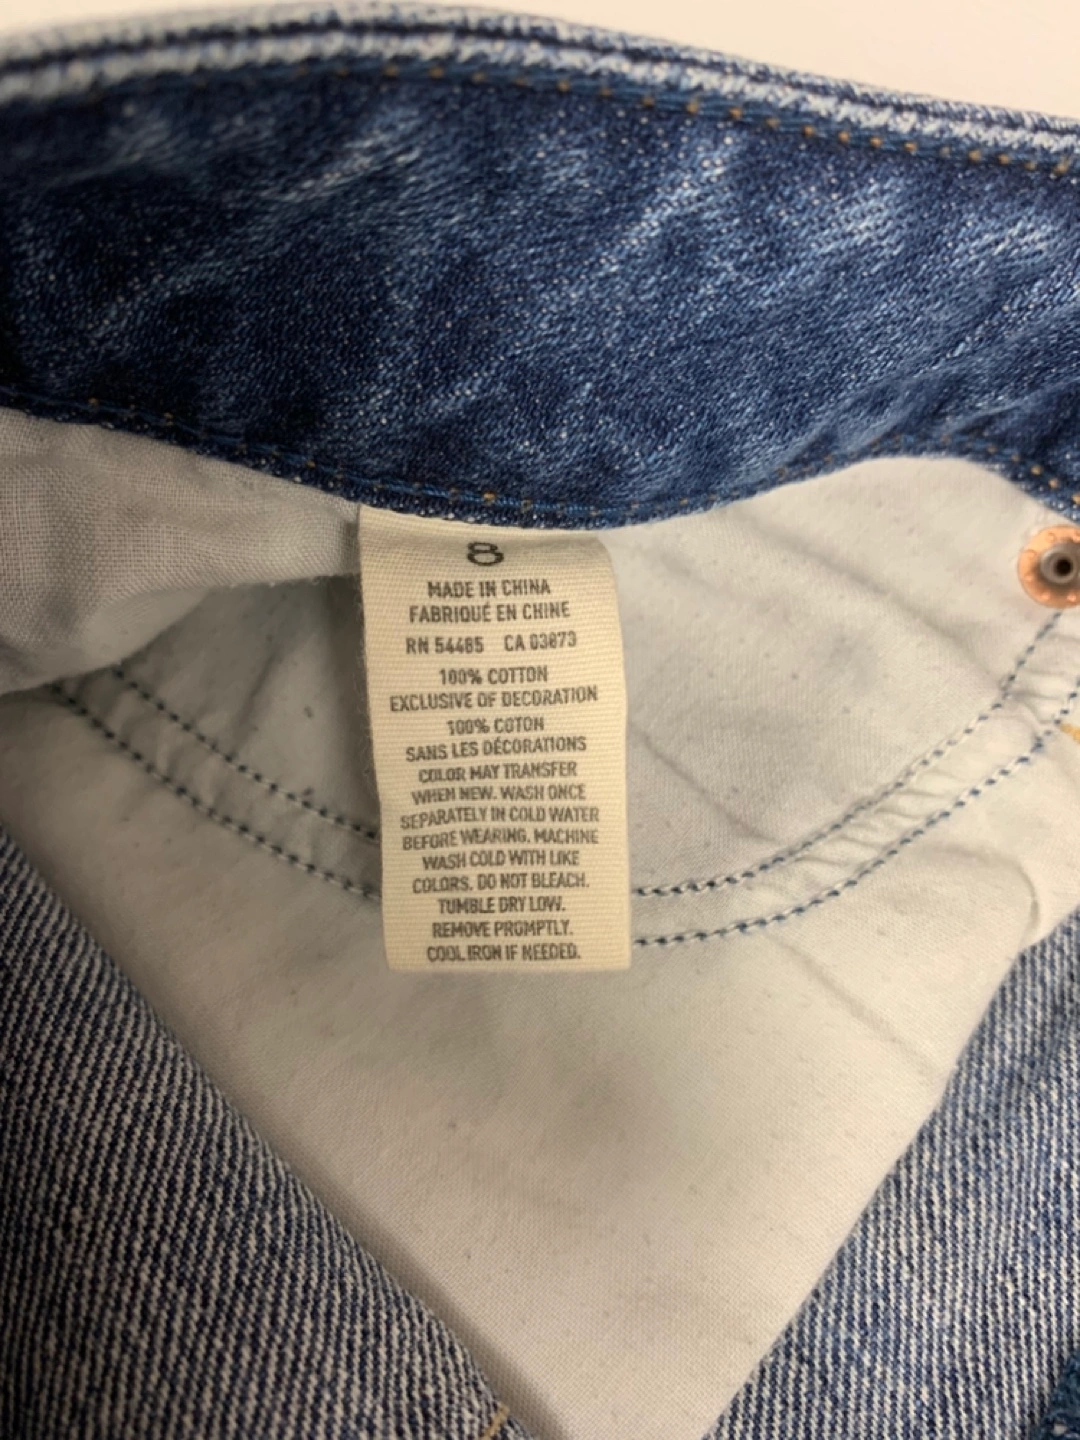 8
MADE IN CHINA
FABRIQUÉ EN CHINE
RN 54485 CA 03873
100% COTTON
EXCLUSIVE OF DECORATION
100% COTON
SANS LES DÉCORATIONS
COLOR MAY TRANSFER
WHEN NEW. WASH ONCE
SEPARATELY IN COLD WATER
BEFORE WEARING. MACHINE
WASH COLD WITH LIKE
COLORS. DO NOT BLEACH.
TUMBLE DRY LOW.
REMOVE PROMPTLY.
COOL IRON IF NEEDED.